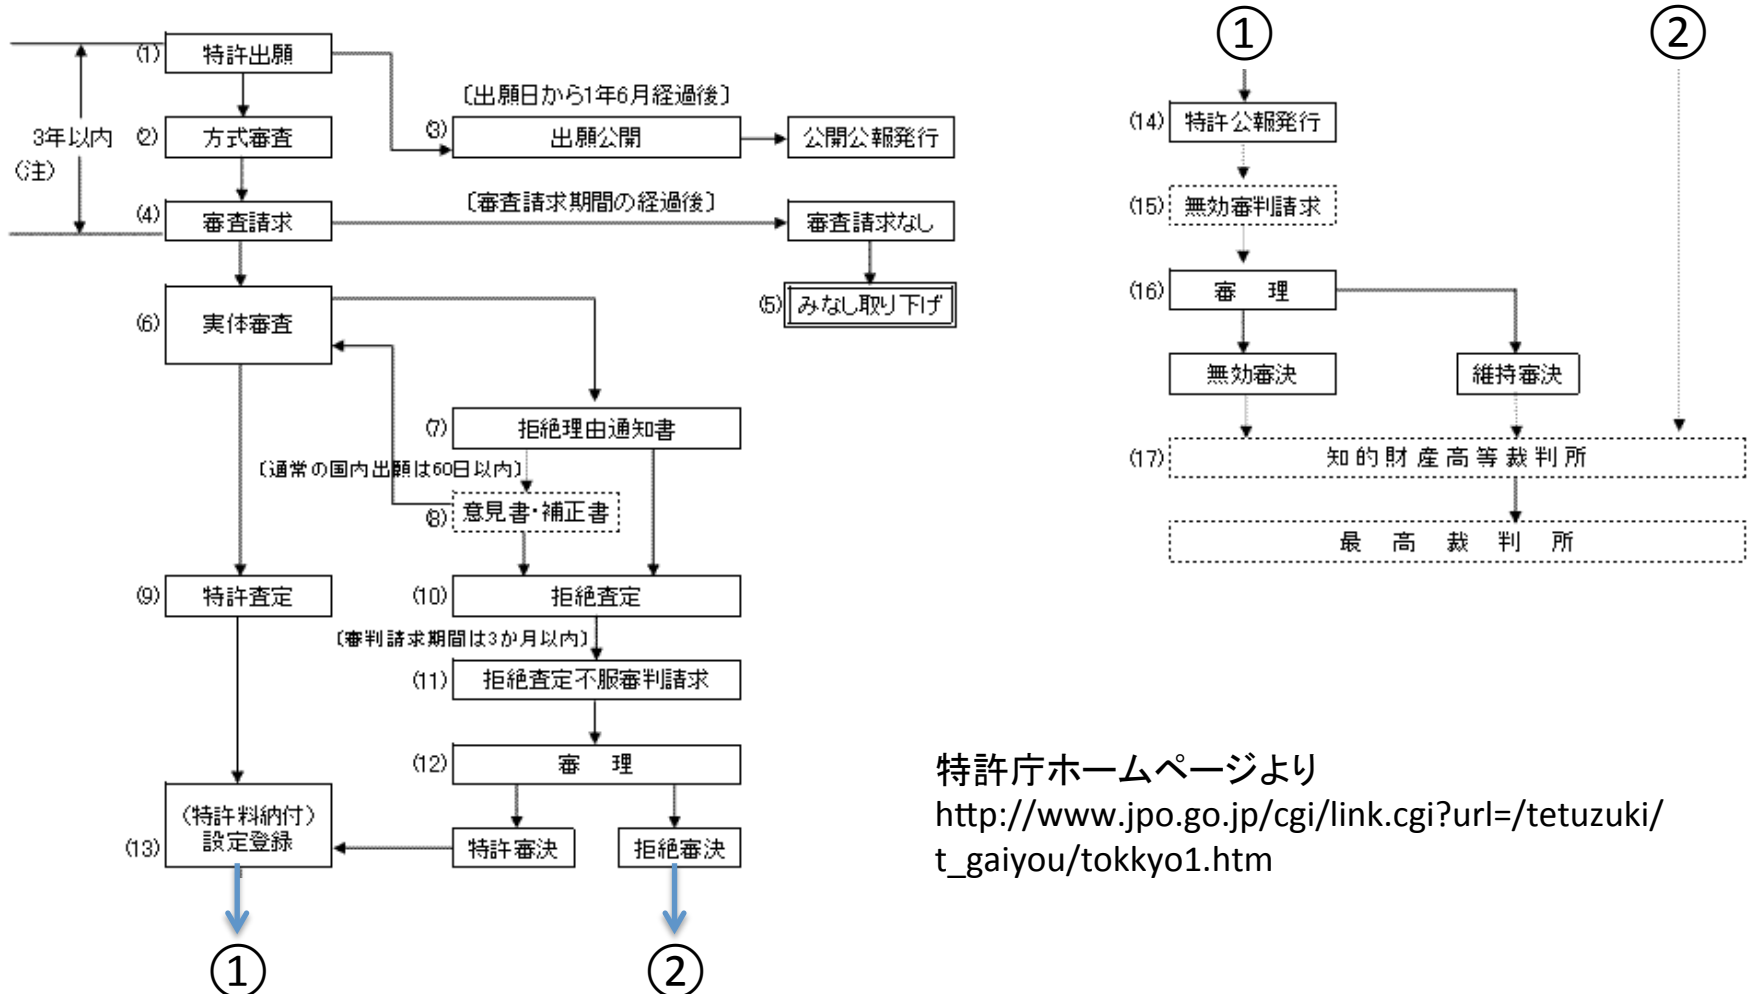 (1) 特許出願
〔出願日から1年6月経過後〕
3年以内
(注)
(2) 方式審査
(3) 出願公開
公開公報発行
(4) 審査請求
〔審査請求期間の経過後〕
審査請求なし
(5) みなし取り下げ
(6) 実体審査
(7) 拒絶理由通知書
〔通常の国内出願は60日以内〕
(8) 意見書・補正書
(9) 特許査定
(10) 拒絶査定
〔審判請求期間は3か月以内〕
(11) 拒絶査定不服審判請求
(12) 審 理
(13) (特許料納付)
設定登録
特許審決
拒絶審決
①
②
①
②
(14) 特許公報発行
(15) 無効審判請求
(16) 審 理
無効審決
維持審決
(17) 知的財産高等裁判所
最 高 裁 判 所
特許庁ホームページより
http://www.jpo.go.jp/cgi/link.cgi?url=/tetuzuki/
t_gaiyou/tokkyo1.htm